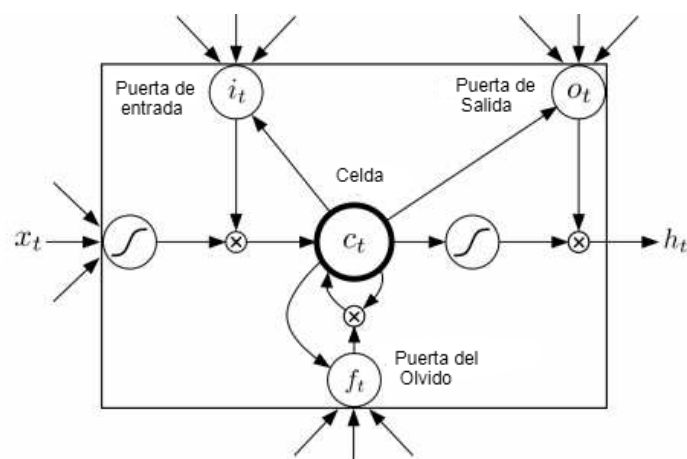 Puerta de
entrada
i_t
Puerta de
Salida
o_t
Celda
x_t
c_t
h_t
Puerta del
Olvido
f_t